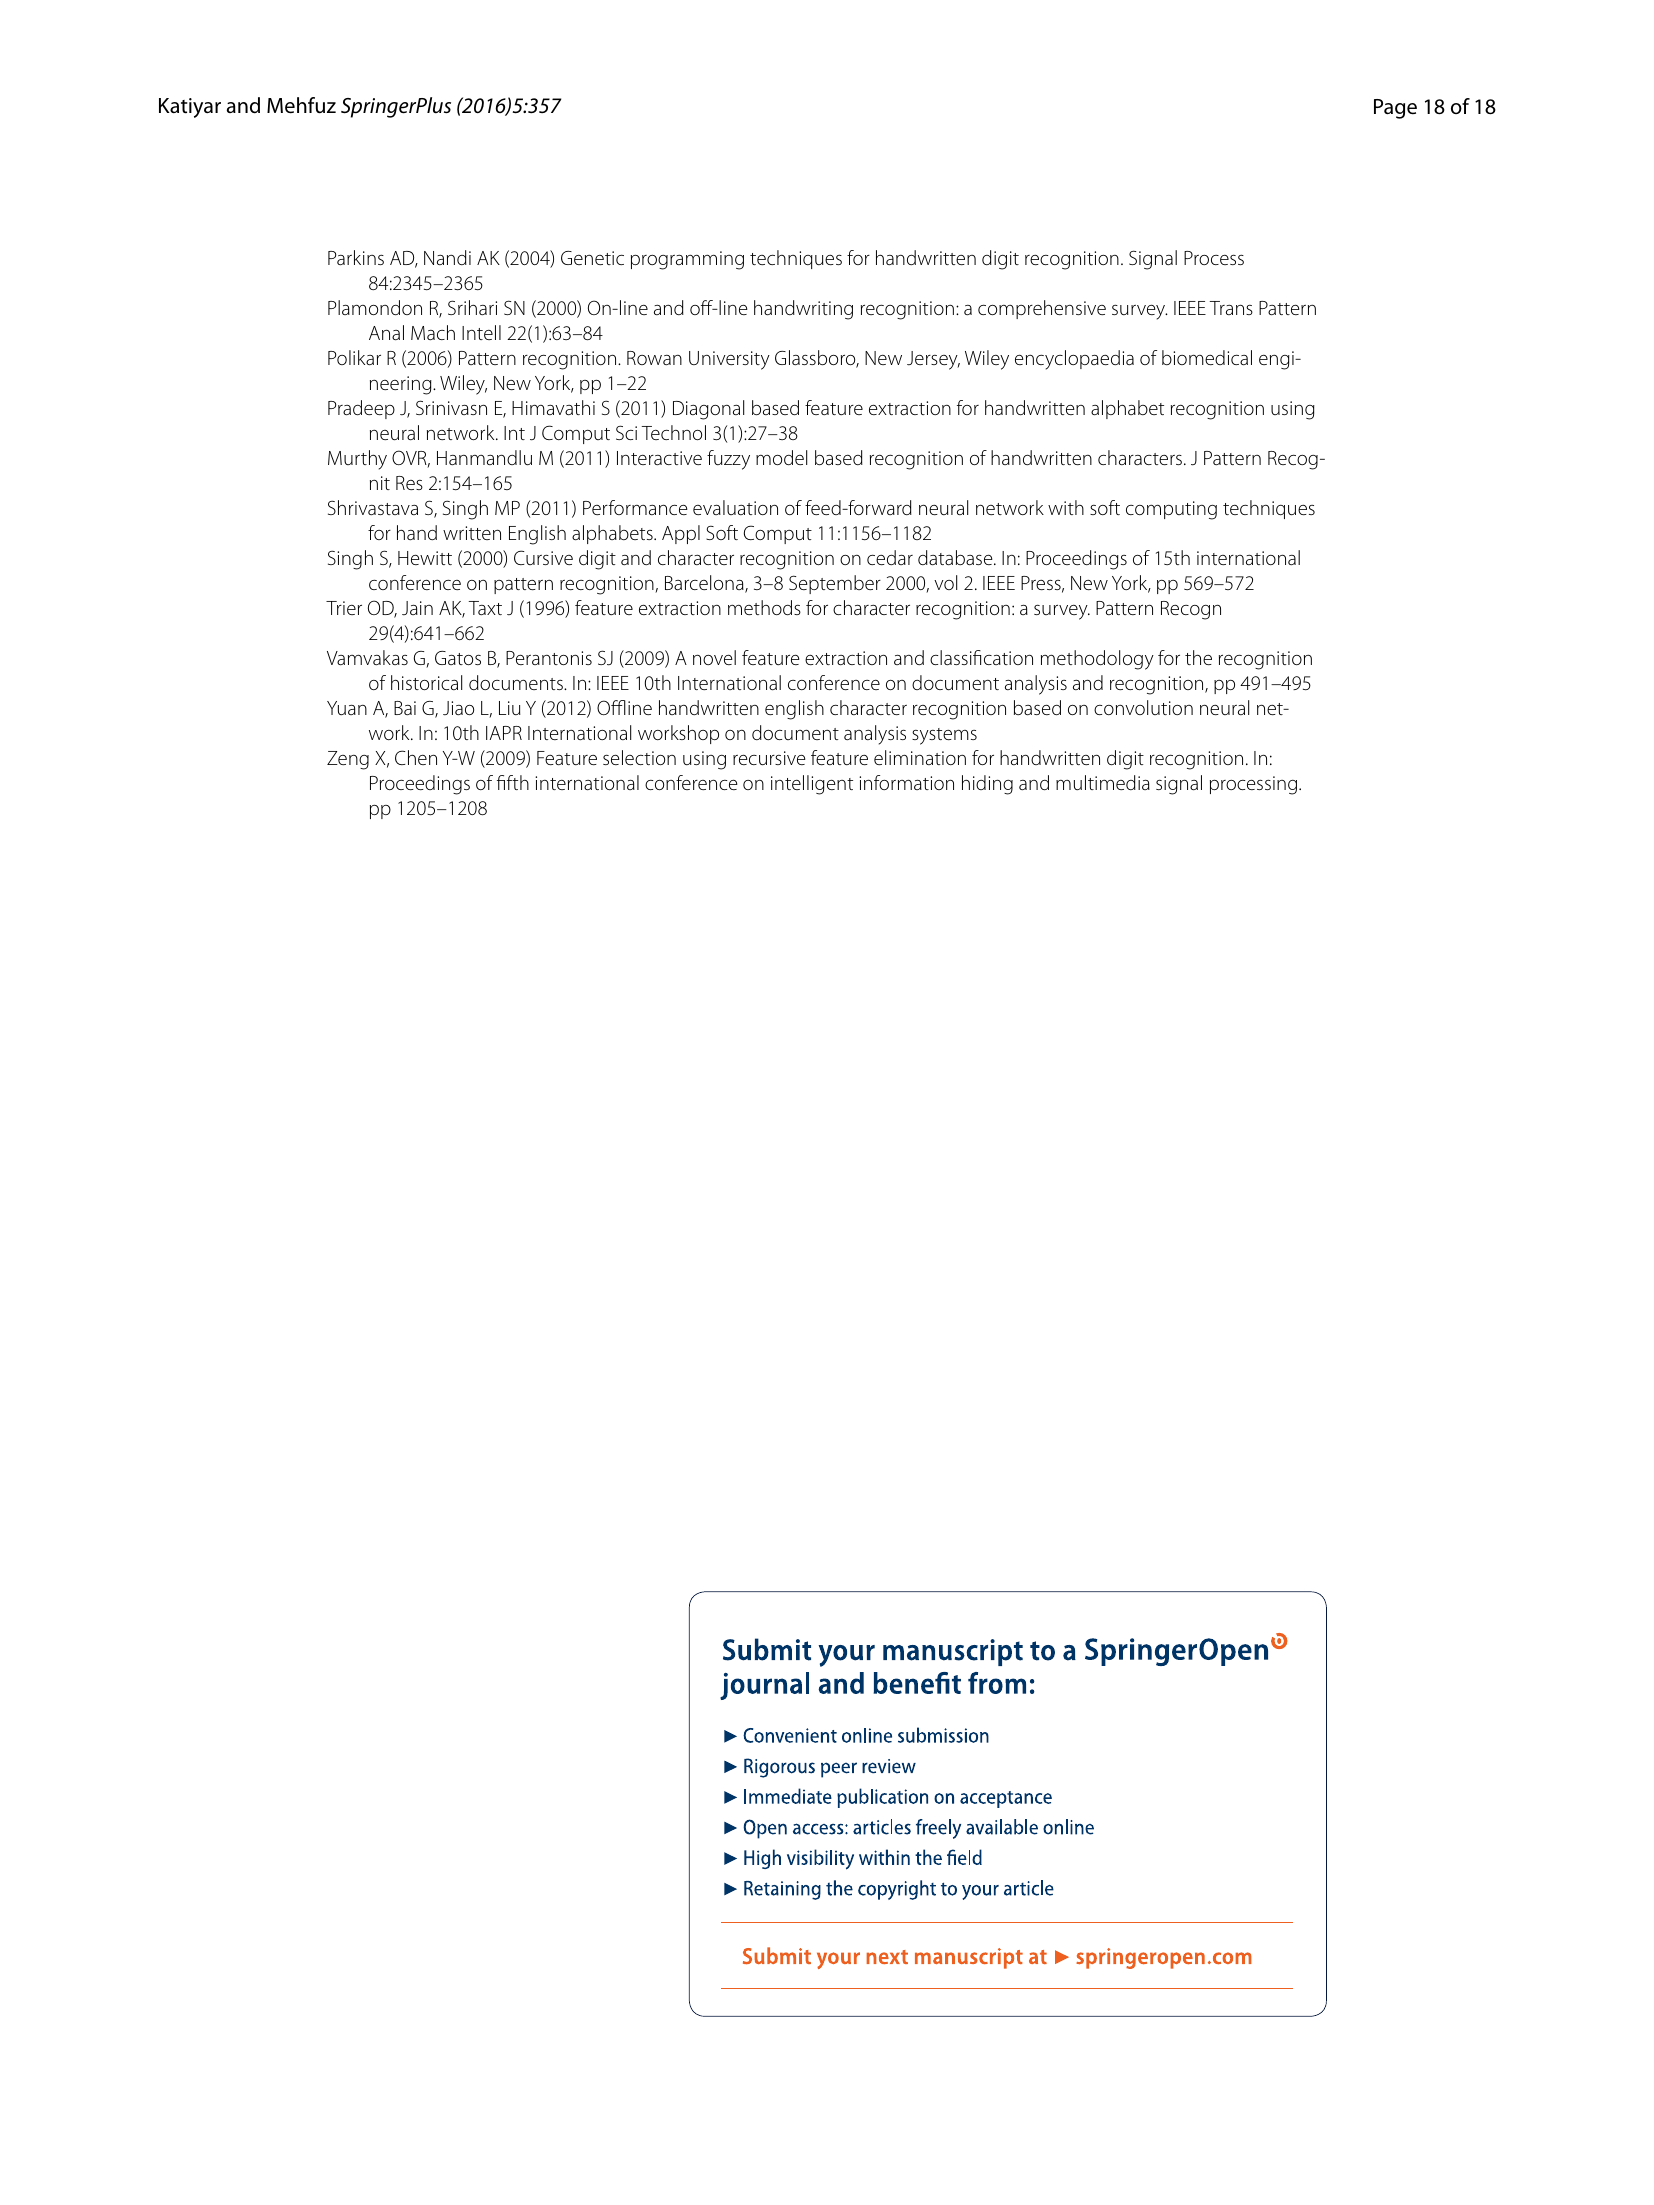 Katiyar and Mehfuz SpringerPlus (2016)5:357
Page 18 of 18
Parkins AD, Nandi AK (2004) Genetic programming techniques for handwritten digit recognition. Signal Process
84:2345–2365
Plamondon R, Srihari SN (2000) On-line and off-line handwriting recognition: a comprehensive survey. IEEE Trans Pattern
Anal Mach Intell 22(1):63–84
Polikar R (2006) Pattern recognition. Rowan University Glassboro, New Jersey, Wiley encyclopaedia of biomedical engi-
neering. Wiley, New York, pp 1–22
Pradeep J, Srinivasn E, Himavathi S (2011) Diagonal based feature extraction for handwritten alphabet recognition using
neural network. Int J Comput Sci Technol 3(1):27–38
Murthy OVR, Hanmandlu M (2011) Interactive fuzzy model based recognition of handwritten characters. J Pattern Recog-
nit Res 2:154–165
Shrivastava S, Singh MP (2011) Performance evaluation of feed-forward neural network with soft computing techniques
for hand written English alphabets. Appl Soft Comput 11:1156–1182
Singh S, Hewitt (2000) Cursive digit and character recognition on cedar database. In: Proceedings of 15th international
conference on pattern recognition, Barcelona, 3–8 September 2000, vol 2. IEEE Press, New York, pp 569–572
Trier OD, Jain AK, Taxt J (1996) feature extraction methods for character recognition: a survey. Pattern Recogn
29(4):641–662
Vamvakas G, Gatos B, Perantonis SJ (2009) A novel feature extraction and classification methodology for the recognition
of historical documents. In: IEEE 10th International conference on document analysis and recognition, pp 491–495
Yuan A, Bai G, Jiao L, Liu Y (2012) Offline handwritten english character recognition based on convolution neural net-
work. In: 10th IAPR International workshop on document analysis systems
Zeng X, Chen Y-W (2009) Feature selection using recursive feature elimination for handwritten digit recognition. In:
Proceedings of fifth international conference on intelligent information hiding and multimedia signal processing.
pp 1205–1208
Submit your manuscript to a SpringerOpen
journal and benefit from:
► Convenient online submission
► Rigorous peer review
► Immediate publication on acceptance
► Open access: articles freely available online
► High visibility within the field
► Retaining the copyright to your article
Submit your next manuscript at ► springeropen.com